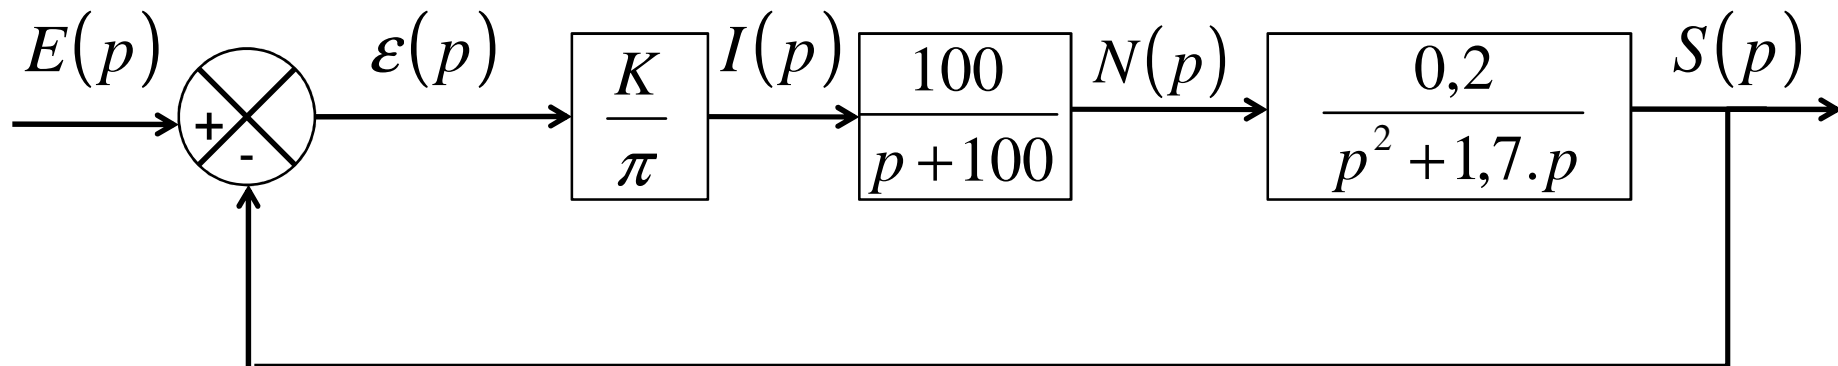 E(p)
ε(p)
K
π
I(p)
100
p+100
N(p)
0,2
p²+1,7.p
S(p)
+
-